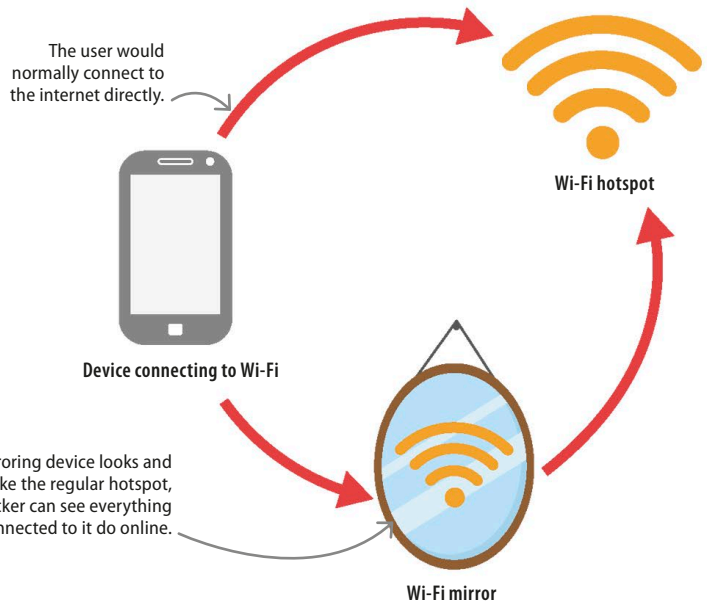 The user would
normally connect to
the internet directly.
Wi-Fi hotspot
Device connecting to Wi-Fi
device looks and
the regular hotspot,
can see everything
to it do online.
Wi-Fi mirror